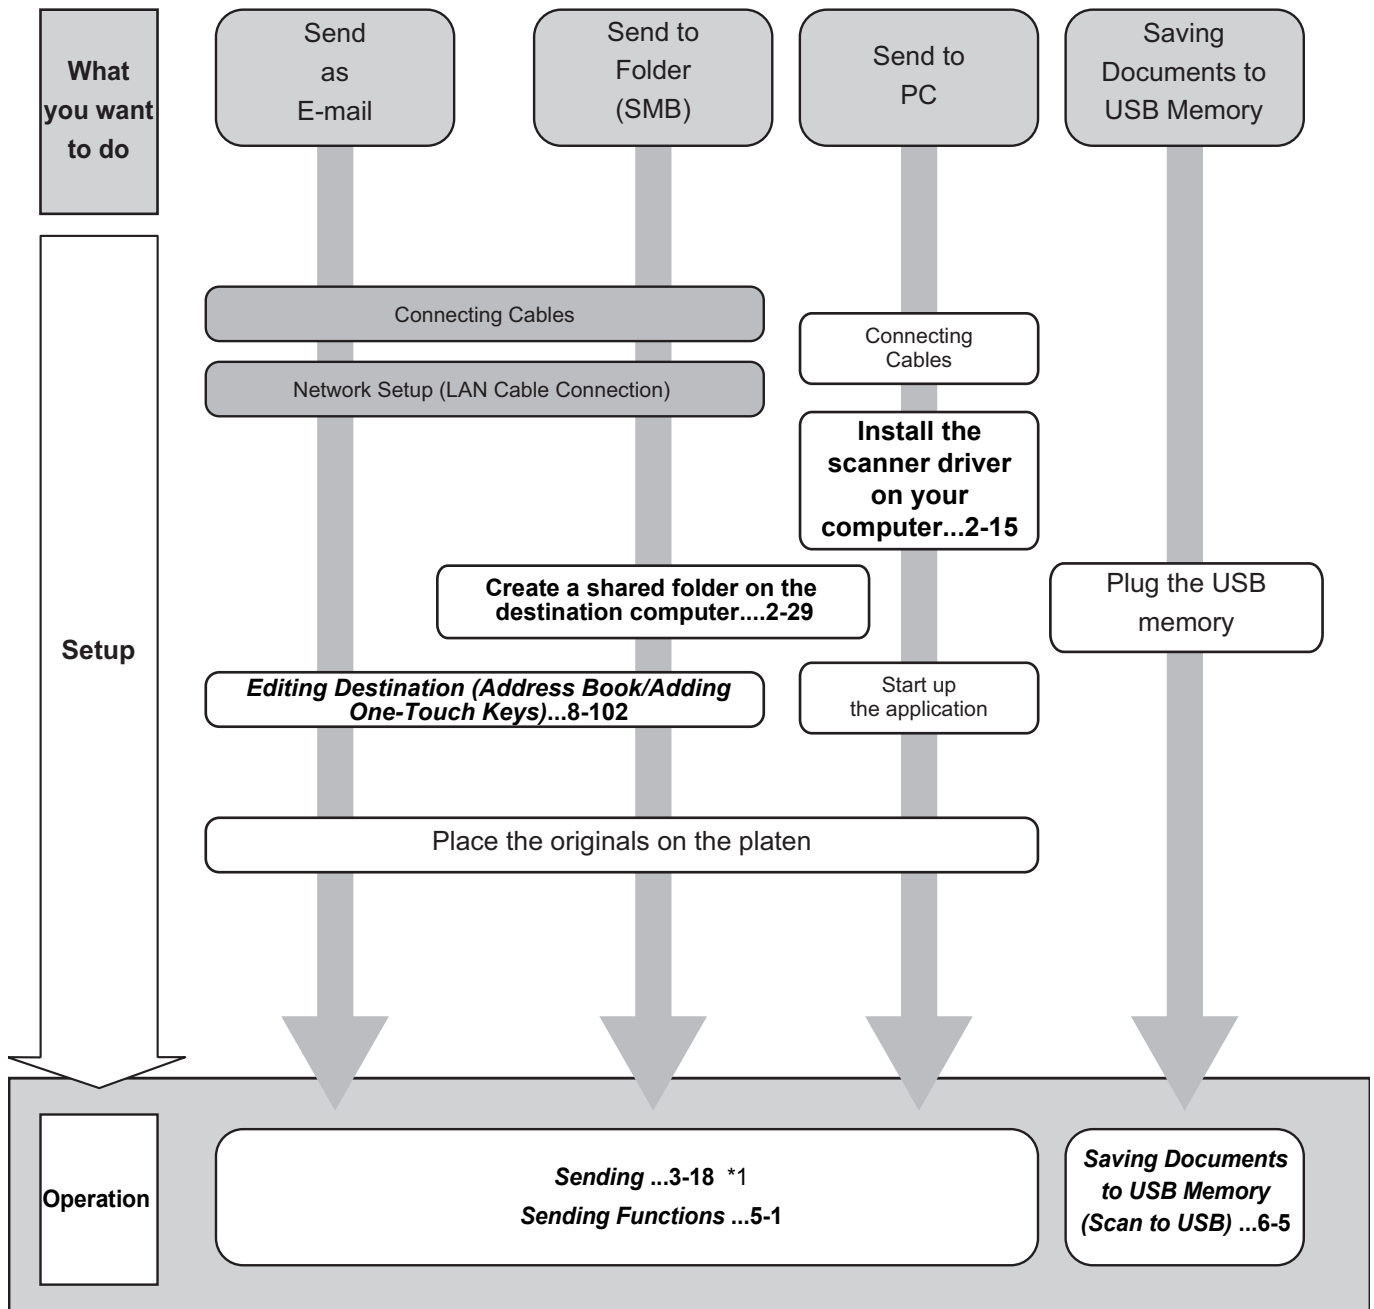 What
you want
to do
Send
as
E-mail
Send to
Folder
(SMB)
Send to
PC
Saving
Documents to
USB Memory
Setup
Connecting Cables
Network Setup (LAN Cable Connection)
Connecting
Cables
Install the
scanner driver
on your
computer...2-15
Create a shared folder on the
destination computer....2-29
Plug the USB
memory
Editing Destination (Address Book/Adding
One-Touch Keys)...8-102
Start up
the application
Place the originals on the platen
Operation
Sending ...3-18 *1
Sending Functions ...5-1
Saving Documents
to USB Memory
(Scan to USB) ...6-5